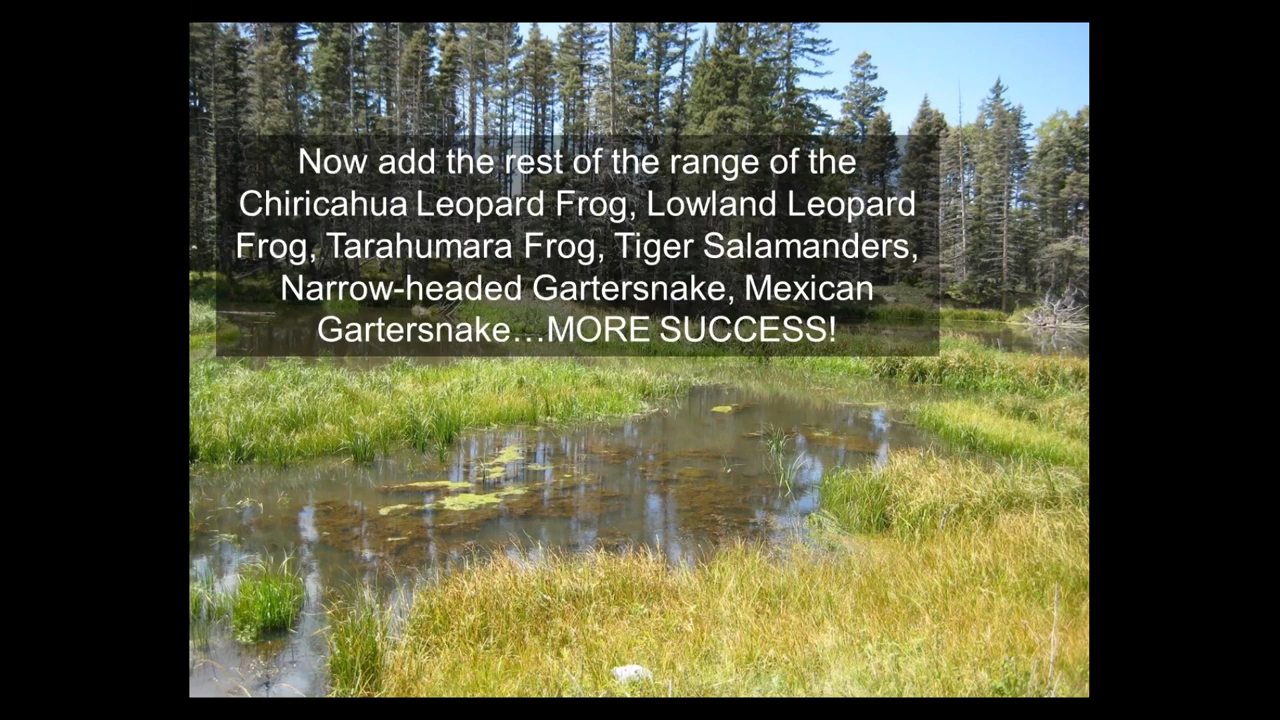 Now add the rest of the range of the
Chiricahua Leopard Frog, Lowland Leopard
Frog, Tarahumara Frog, Tiger Salamanders,
Narrow-headed Gartersnake, Mexican
Gartersnake…MORE SUCCESS!